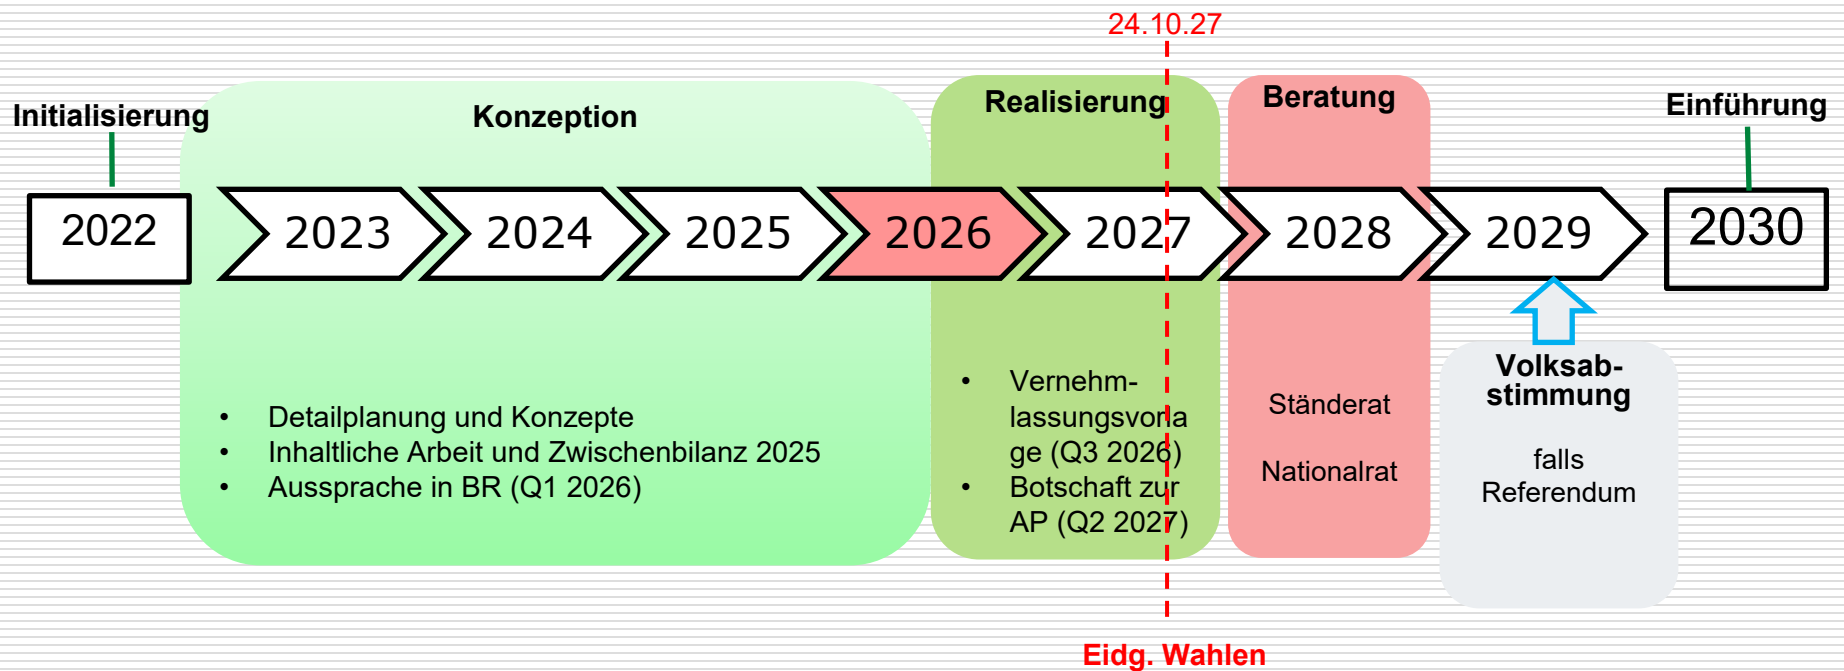 24.10.27
Initialisierung
Konzeption
Realisierung
Beratung
Einführung
2022
2023
2024
2025
2026
2027
2028
2029
2030
• Detailplanung und Konzepte
• Inhaltliche Arbeit und Zwischenbilanz 2025
• Aussprache in BR (Q1 2026)
• Vernehm-
lassungsvorla
ge (Q3 2026)
• Botschaft zur
AP (Q2 2027)
Ständerat
Nationalrat
Volksab-
stimmung
falls
Referendum
Eidg. Wahlen